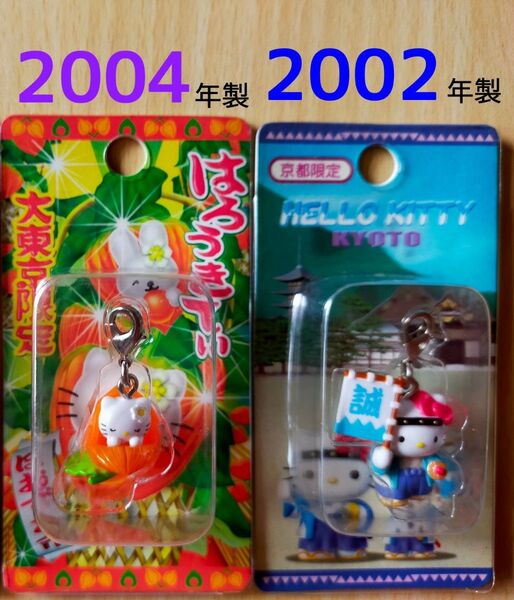 2004年製
2002年製
はろうきてぃ
大東京限定
京都限定
HELLO KITTY
KYOTO
誠